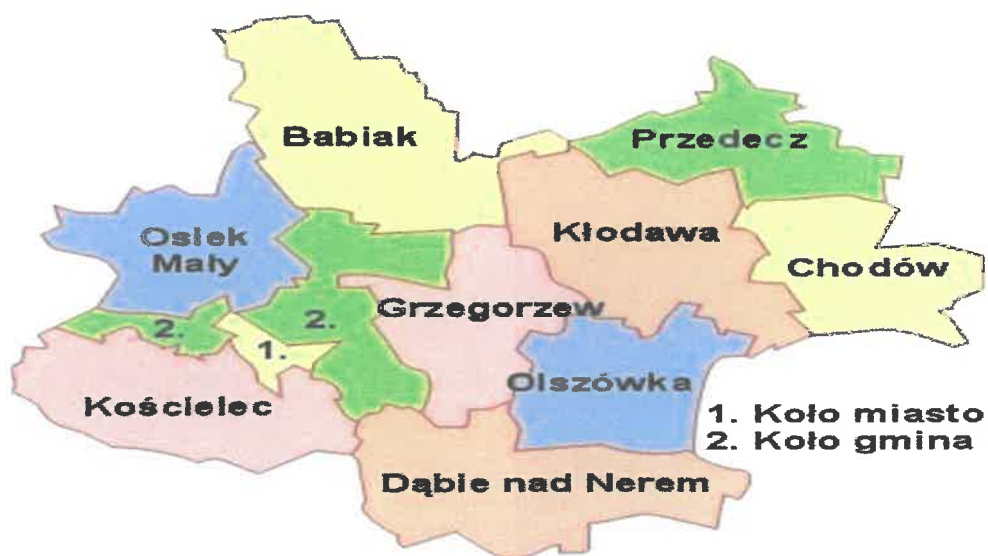 Babiak
Przedecz
Osiek
Mały
Kłodawa
Chodów
Grzegorzew
2.
2.
1.
Kościelec
Olszówka
1. Koło miasto
2. Koło gmina
Dąbie nad Nerem